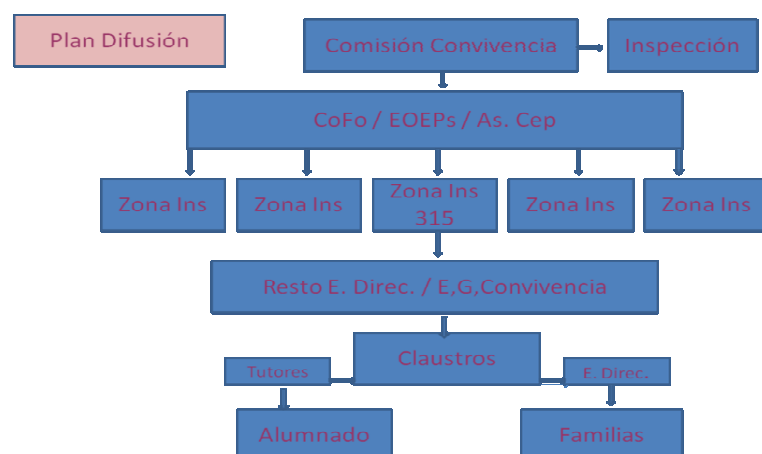 Plan Difusión
Comisión Convivencia
Inspección
CoFo / EOEPs / As. Cep
Zona Ins
Zona Ins
Zona Ins
315
Zona Ins
Zona Ins
Resto E. Direc. / E,G,Convivencia
Claustros
Tutores
E. Direc.
Alumnado
Familias